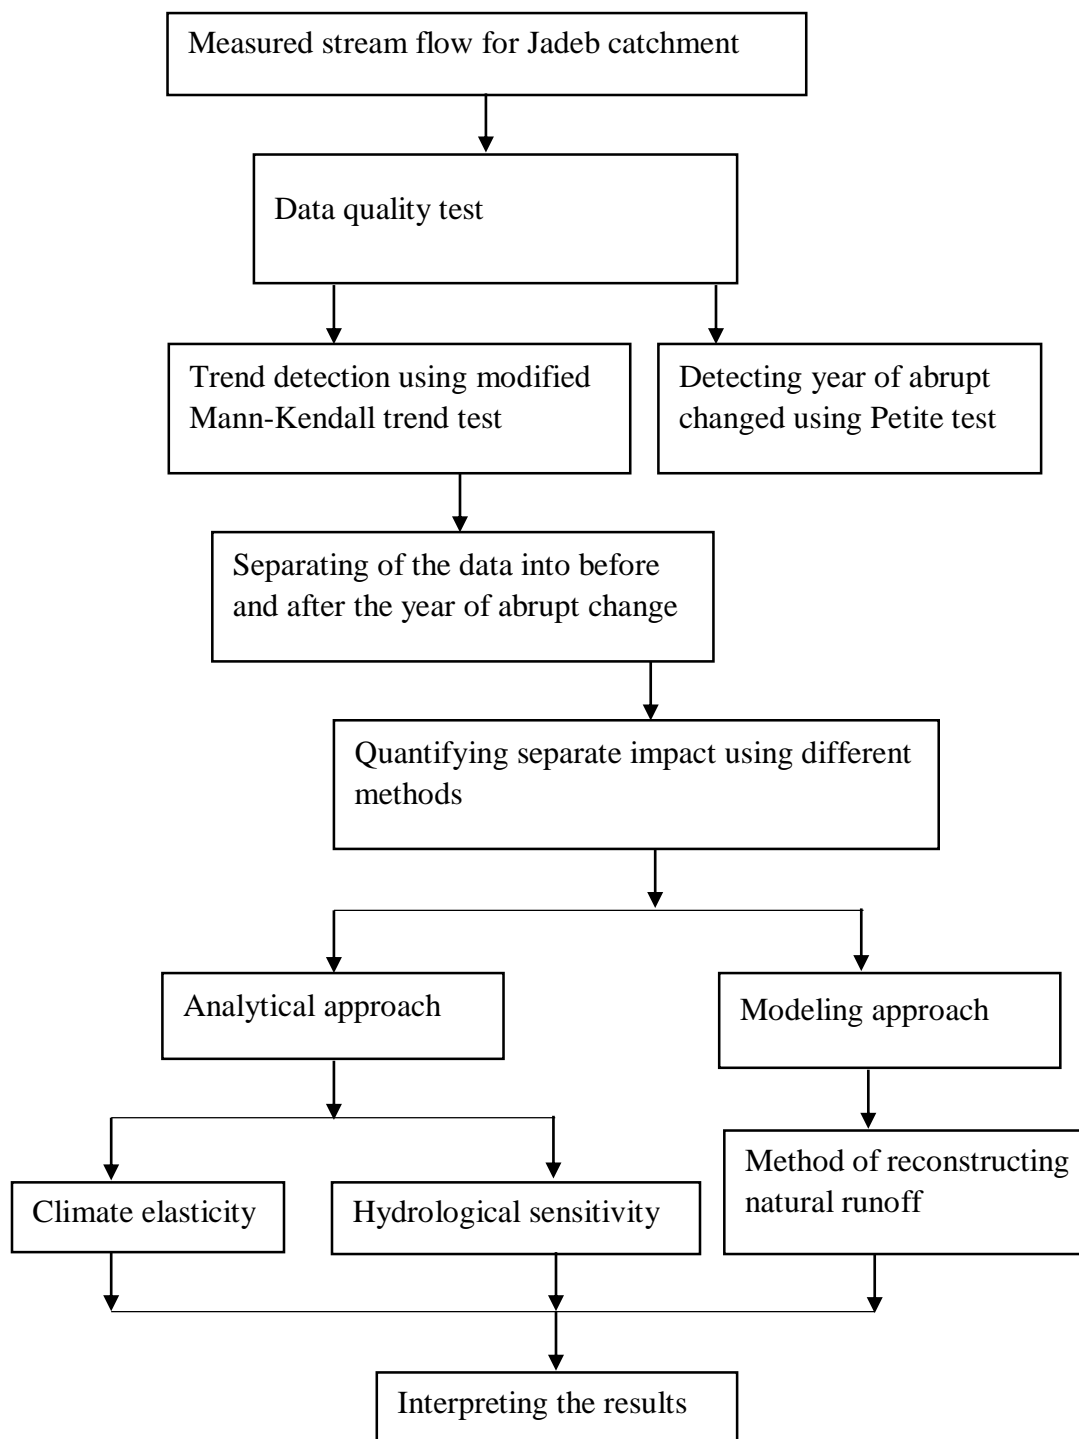 Measured stream flow for Jadeb catchment
Data quality test
Trend detection using modified
Mann-Kendall trend test
Detecting year of abrupt
changed using Petite test
Separating of the data into before
and after the year of abrupt change
Quantifying separate impact using different
methods
Analytical approach
Modeling approach
Climate elasticity
Hydrological sensitivity
Method of reconstructing
natural runoff
Interpreting the results